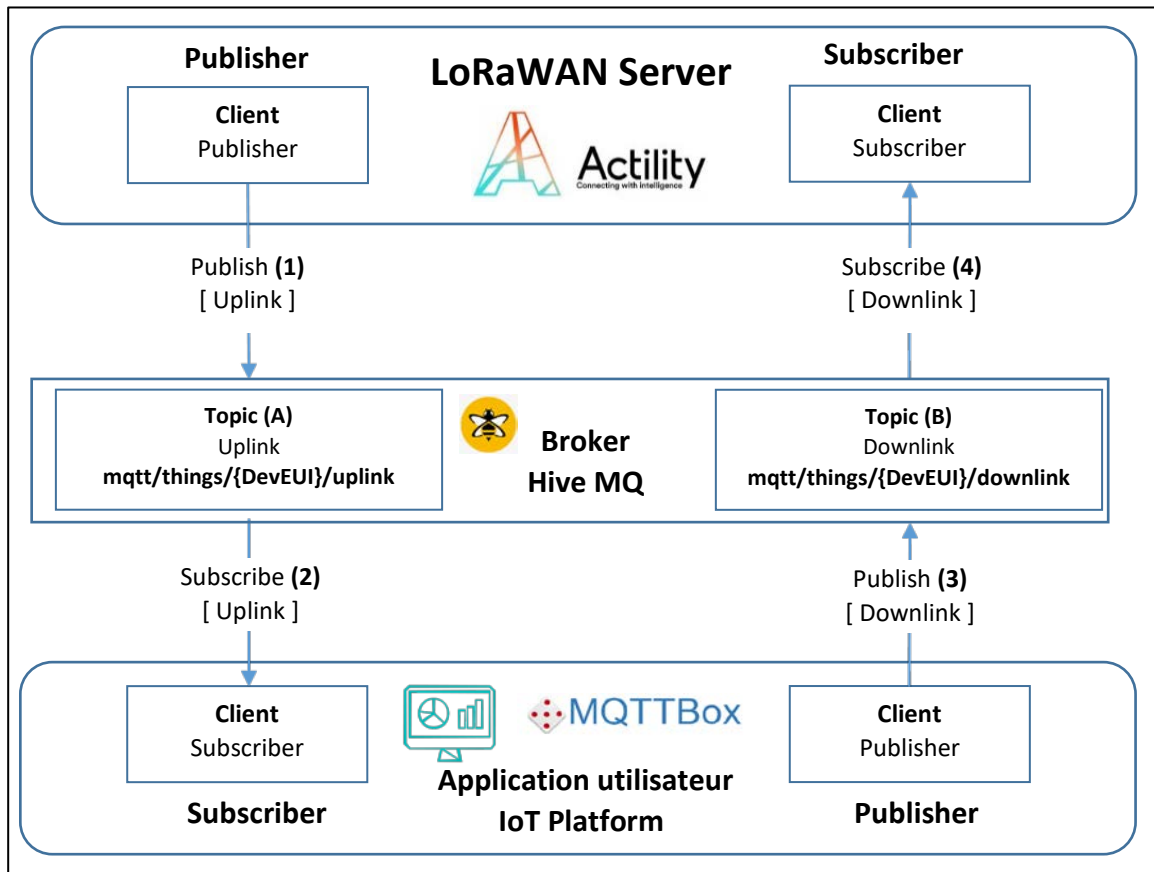 Publisher
LoRaWAN Server
Subscriber
Client
Publisher
Actility
Connecting with intelligence
Client
Subscriber
Publish (1)
[ Uplink ]
Subscribe (4)
[ Downlink ]
Topic (A)
Uplink
mqtt/things/{DevEUI}/uplink
Broker
Hive MQ
Topic (B)
Downlink
mqtt/things/{DevEUI}/downlink
Subscribe (2)
[ Uplink ]
Publish (3)
[ Downlink ]
Client
Subscriber
MQTTBox
Client
Publisher
Application utilisateur
IoT Platform
Subscriber
Publisher